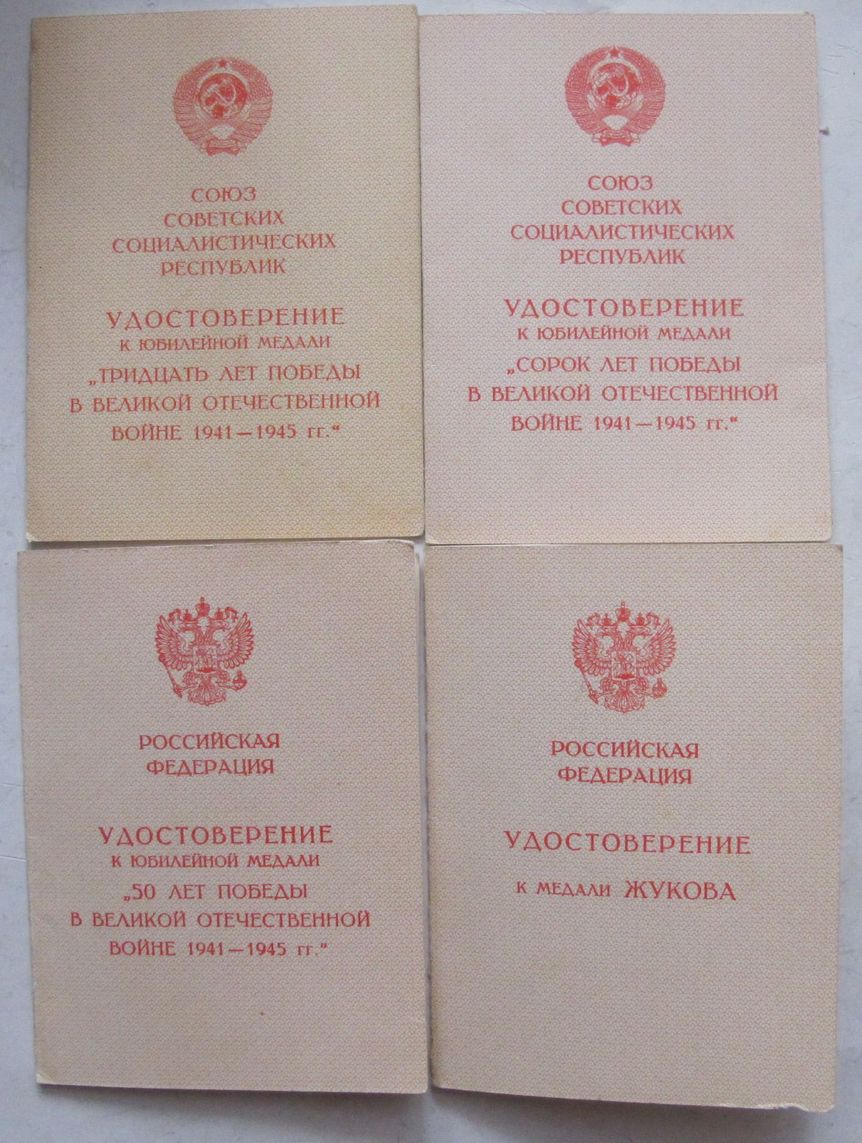 СОЮЗ
СОВЕТСКИХ
СОЦИАЛИСТИЧЕСКИХ
РЕСПУБЛИК
УДОСТОВЕРЕНИЕ
К ЮБИЛЕЙНОЙ МЕДАЛИ
„ТРИДЦАТЬ ЛЕТ ПОБЕДЫ
В ВЕЛИКОЙ ОТЕЧЕСТВЕННОЙ
ВОЙНЕ 1941—1945 гг.“
СОЮЗ
СОВЕТСКИХ
СОЦИАЛИСТИЧЕСКИХ
РЕСПУБЛИК
УДОСТОВЕРЕНИЕ
К ЮБИЛЕЙНОЙ МЕДАЛИ
„СОРОК ЛЕТ ПОБЕДЫ
В ВЕЛИКОЙ ОТЕЧЕСТВЕННОЙ
ВОЙНЕ 1941—1945 гг.“
РОССИЙСКАЯ
ФЕДЕРАЦИЯ
УДОСТОВЕРЕНИЕ
К ЮБИЛЕЙНОЙ МЕДАЛИ
„50 ЛЕТ ПОБЕДЫ
В ВЕЛИКОЙ ОТЕЧЕСТВЕННОЙ
ВОЙНЕ 1941—1945 гг.”
РОССИЙСКАЯ
ФЕДЕРАЦИЯ
УДОСТОВЕРЕНИЕ
К МЕДАЛИ ЖУКОВА